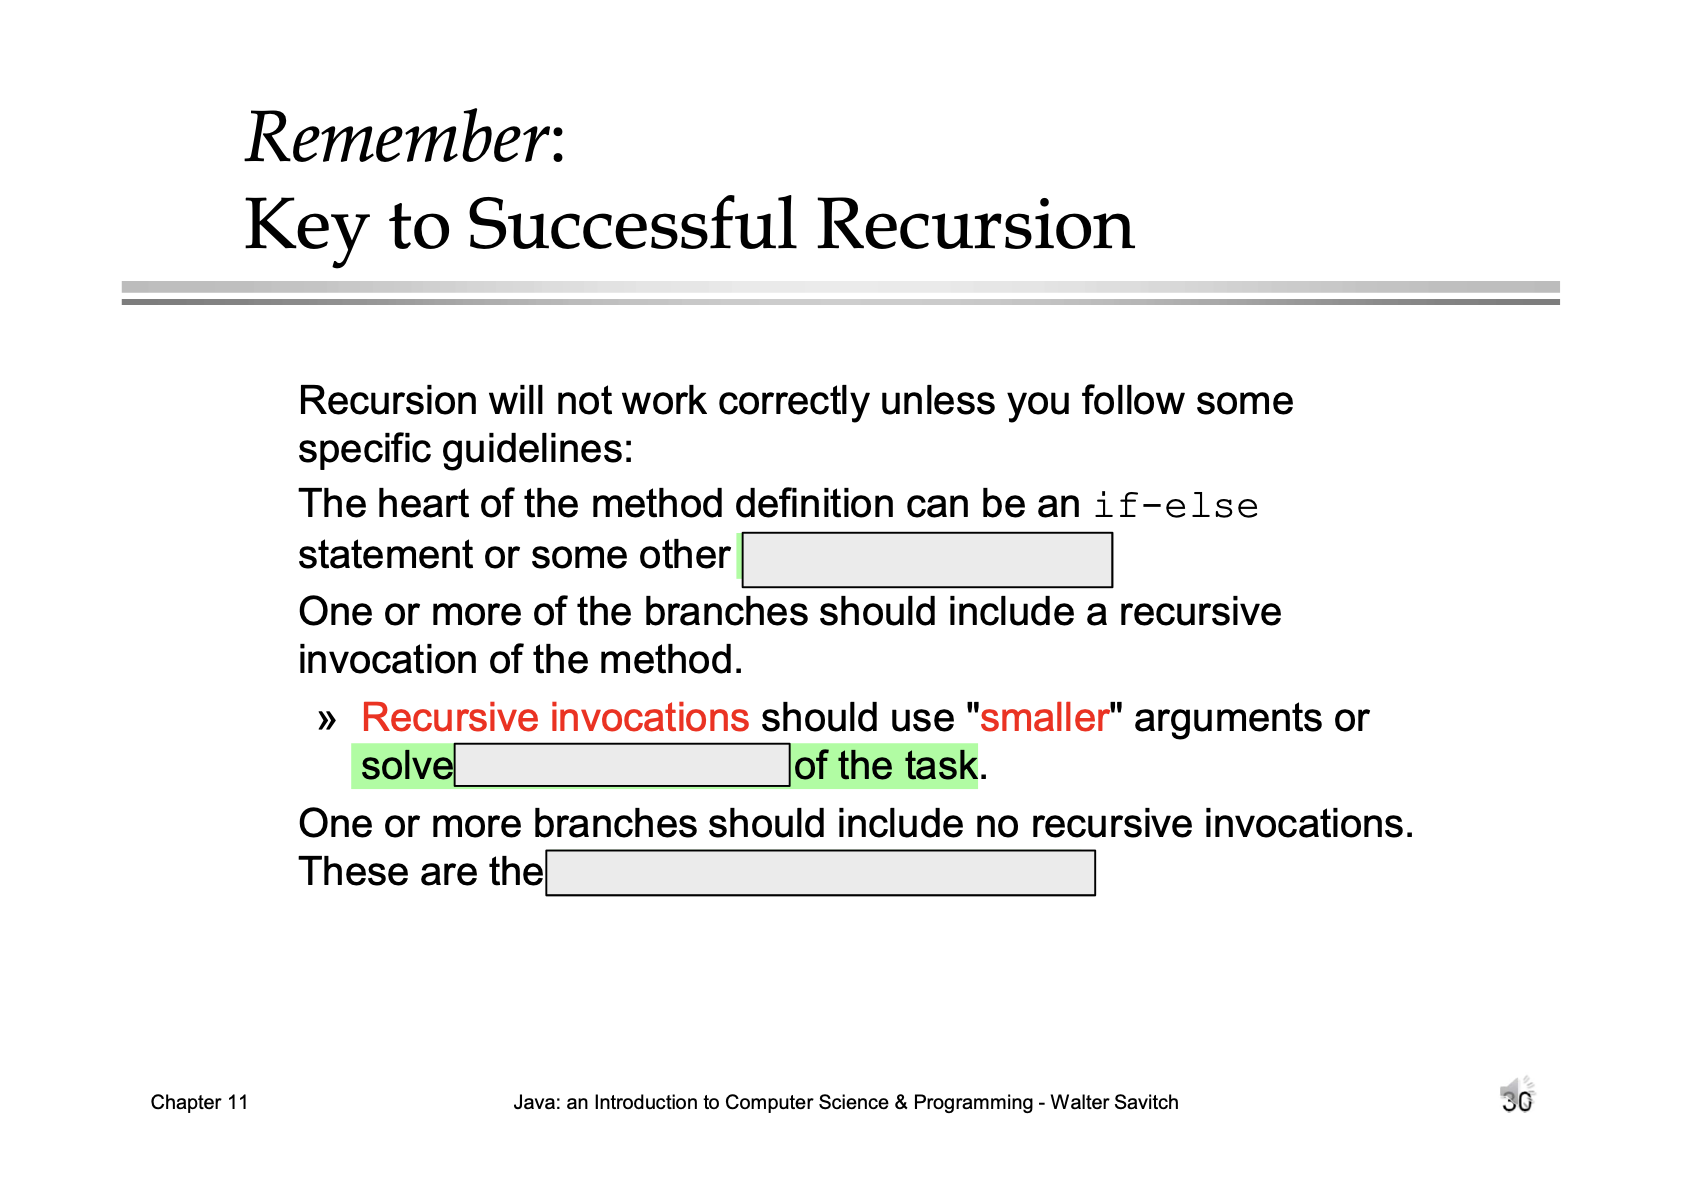 Remember:
Key to Successful Recursion
Recursion will not work correctly unless you follow some
specific guidelines:
The heart of the method definition can be an if-else
statement or some other
One or more of the branches should include a recursive
invocation of the method.
» Recursive invocations should use "smaller" arguments or
solve of the task.
One or more branches should include no recursive invocations.
These are the
Chapter 11
Java: an Introduction to Computer Science & Programming - Walter Savitch
30